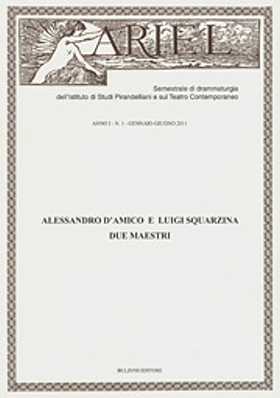 ARIEL
Semestrale di drammaturgia
dell'Istituto di Studi Pirandelliani e sul Teatro Contemporaneo
ANNO I - N. 1 - GENNAIO-GIUGNO 2011
ALESSANDRO D'AMICO E LUIGI SQUARZINA
DUE MAESTRI
BULZONI EDITORE